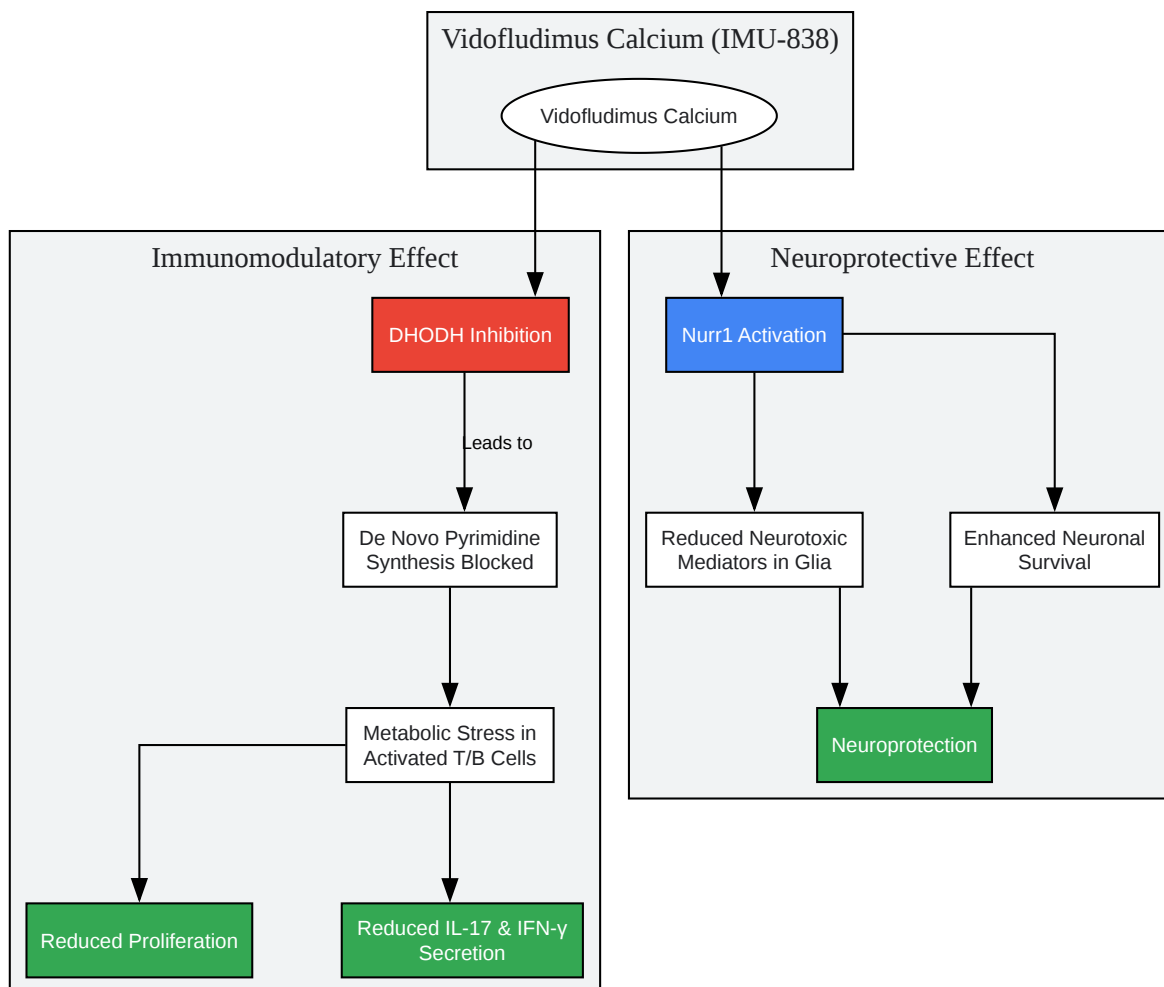 Vidofludimus Calcium (IMU-838)
Vidofludimus Calcium
Immunomodulatory Effect
Neuroprotective Effect
DHODH Inhibition
Nurr1 Activation
Leads to
De Novo Pyrimidine
Synthesis Blocked
Reduced Neurotoxic
Mediators in Glia
Enhanced Neuronal
Survival
Metabolic Stress in
Activated T/B Cells
Neuroprotection
Reduced Proliferation
Reduced IL-17 & IFN-γ
Secretion